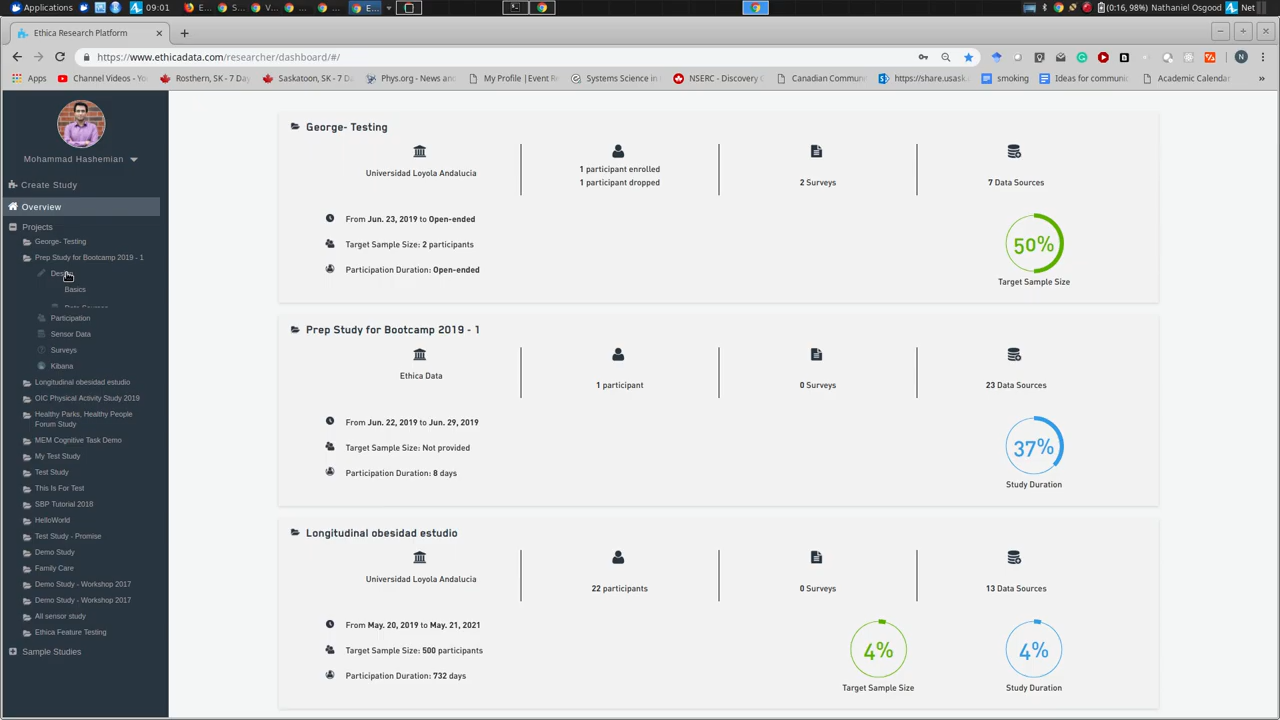 Applications
09:01
E
S
V
E
(0:16, 98%)
Nathaniel Osgood
Net
Ethica Research Platform
https://www.ethicadata.com/researcher/dashboard/#/
N
Apps
Channel Videos - Yo
Rosthern, SK - 7 Day
Saskatoon, SK - 7 Da
Phys.org - News and
My Profile | Event R
Systems Science in
NSERC - Discovery G
Canadian Commun
https://share.usask
smoking
Ideas for communi
Academic Calendar
Mohammad Hashemian
Create Study
Overview
Projects
George- Testing
Prep Study for Bootcamp 2019 - 1
Basics
Data Sources
Participation
Sensor Data
Surveys
Kibana
Longitudinal obesidad estudio
OIC Physical Activity Study 2019
Healthy Parks, Healthy People
Forum Study
MEM Cognitive Task Demo
My Test Study
Test Study
This Is For Test
SBP Tutorial 2018
HelloWorld
Test Study - Promise
Demo Study
Family Care
Demo Study - Workshop 2017
Demo Study - Workshop 2017
All sensor study
Ethica Feature Testing
Sample Studies
George- Testing
Universidad Loyola Andalucia
1 participant enrolled
1 participant dropped
2 Surveys
7 Data Sources
From Jun. 23, 2019 to Open-ended
Target Sample Size: 2 participants
Participation Duration: Open-ended
50%
Target Sample Size
Prep Study for Bootcamp 2019 - 1
Ethica Data
1 participant
0 Surveys
23 Data Sources
From Jun. 22, 2019 to Jun. 29, 2019
Target Sample Size: Not provided
Participation Duration: 8 days
37%
Study Duration
Longitudinal obesidad estudio
Universidad Loyola Andalucia
22 participants
0 Surveys
13 Data Sources
From May. 20, 2019 to May. 21, 2021
Target Sample Size: 500 participants
Participation Duration: 732 days
4%
Target Sample Size
4%
Study Duration